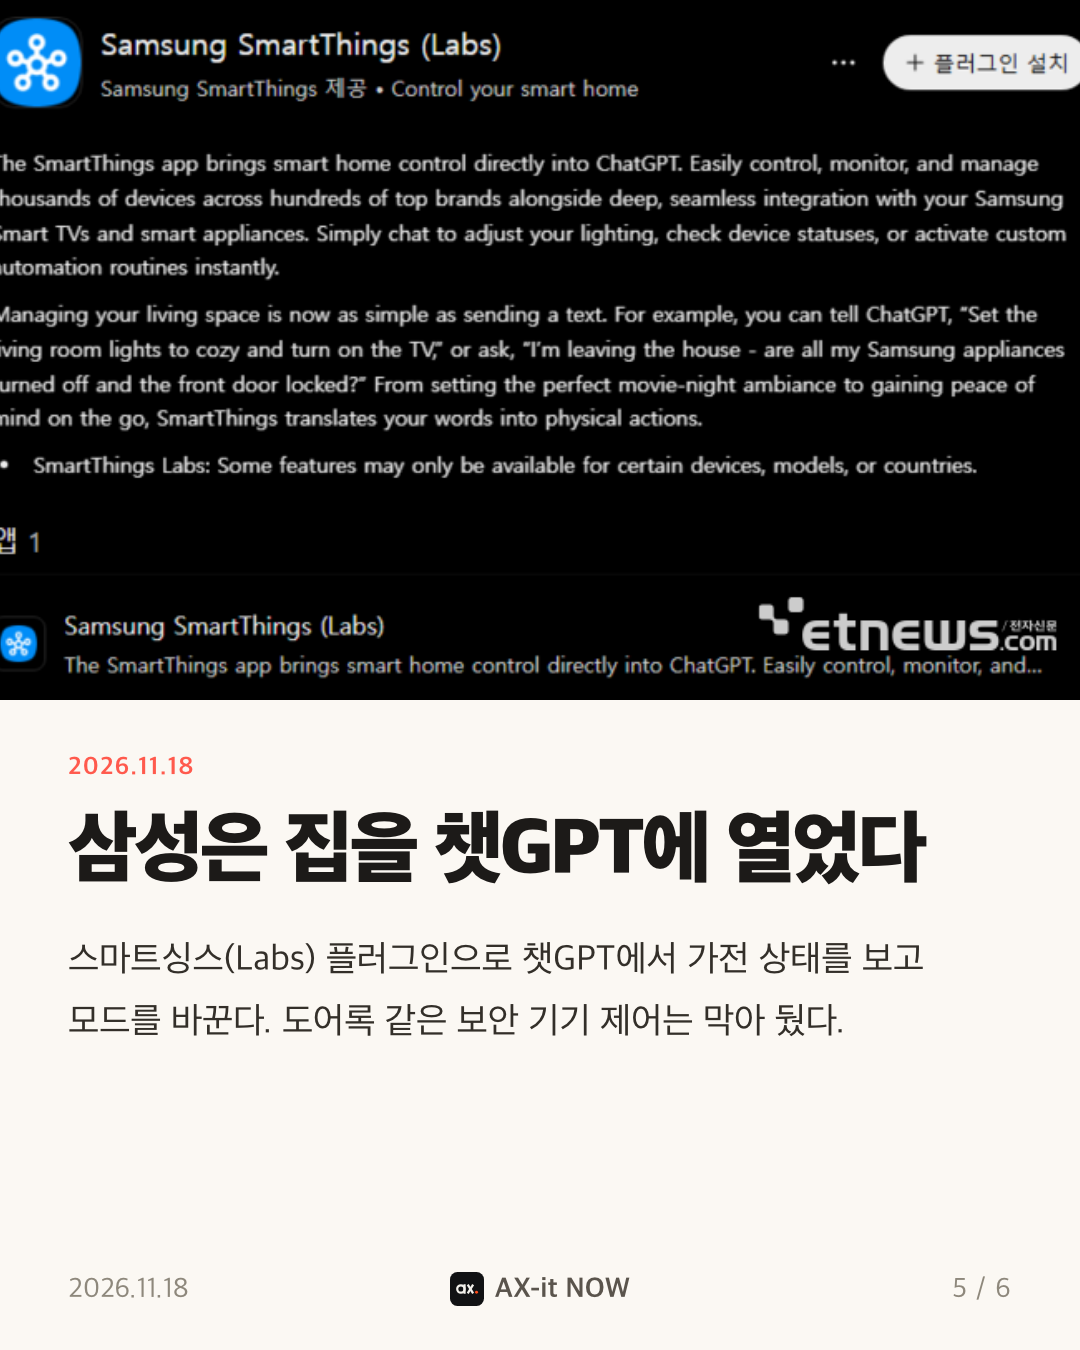 Samsung SmartThings (Labs)
Samsung SmartThings 제공 • Control your smart home
··· + 플러그인 설치
The SmartThings app brings smart home control directly into ChatGPT. Easily control, monitor, and manage
thousands of devices across hundreds of top brands alongside deep, seamless integration with your Samsung
Smart TVs and smart appliances. Simply chat to adjust your lighting, check device statuses, or activate custom
automation routines instantly.
Managing your living space is now as simple as sending a text. For example, you can tell ChatGPT, "Set the
living room lights to cozy and turn on the TV," or ask, "I'm leaving the house - are all my Samsung appliances
turned off and the front door locked?" From setting the perfect movie-night ambiance to gaining peace of
mind on the go, SmartThings translates your words into physical actions.
• SmartThings Labs: Some features may only be available for certain devices, models, or countries.
앱 1
Samsung SmartThings (Labs)
The SmartThings app brings smart home control directly into ChatGPT. Easily control, monitor, and...
etnews.com /전자신문
2026.11.18
삼성은 집을 챗GPT에 열었다
스마트싱스(Labs) 플러그인으로 챗GPT에서 가전 상태를 보고
모드를 바꾼다. 도어록 같은 보안 기기 제어는 막아 뒀다.
2026.11.18
ax. AX-it NOW
5 / 6